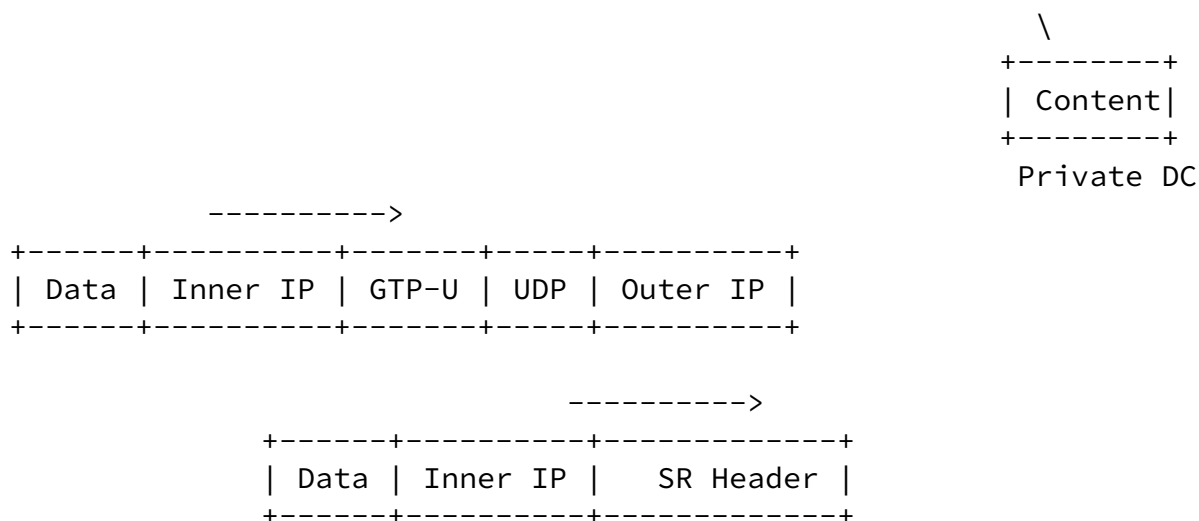 \
+--------+
| Content|
+--------+
Private DC
---------->
+------+----------+-------+-----+----------+
| Data | Inner IP | GTP-U | UDP | Outer IP |
+------+----------+-------+-----+----------+
---------->
+------+----------+-------------+
| Data | Inner IP |   SR Header |
+------+----------+-------------+